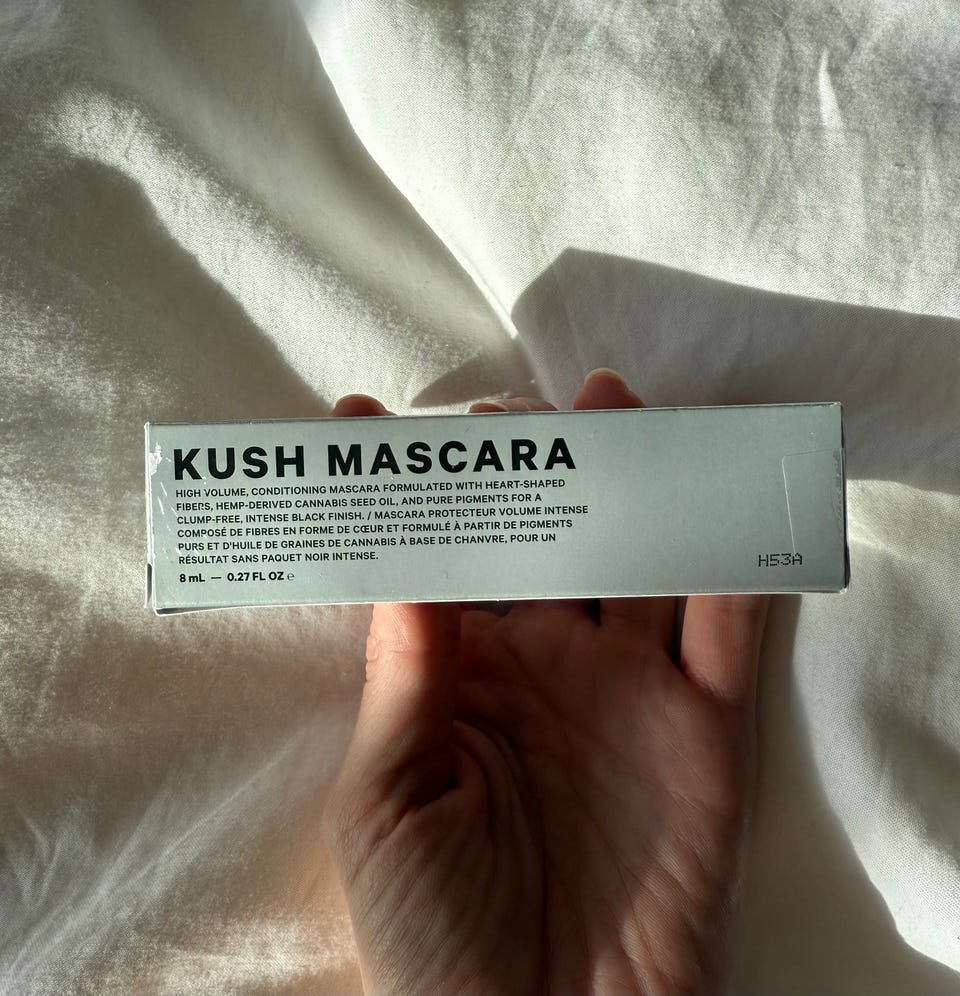 KUSH MASCARA
HIGH VOLUME, CONDITIONING MASCARA FORMULATED WITH HEART-SHAPED
FIBERS, HEMP-DERIVED CANNABIS SEED OIL, AND PURE PIGMENTS FOR A
CLUMP-FREE, INTENSE BLACK FINISH. / MASCARA PROTECTEUR VOLUME INTENSE
COMPOSÉ DE FIBRES EN FORME DE CŒUR ET FORMULÉ À PARTIR DE PIGMENTS
PURS ET D'HUILE DE GRAINES DE CANNABIS À BASE DE CHANVRE, POUR UN
RÉSULTAT SANS PAQUET NOIR INTENSE.
8 mL — 0.27 FL OZ ℮
H53A